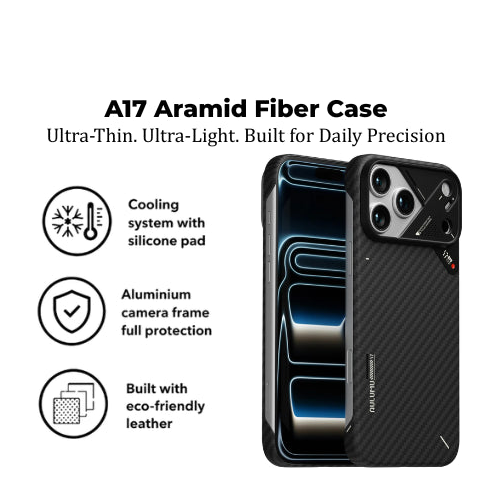 A17 Aramid Fiber Case
Ultra-Thin. Ultra-Light. Built for Daily Precision
Cooling
system with
silicone pad
Aluminium
camera frame
full protection
Built with
eco-friendly
leather
AULUMU